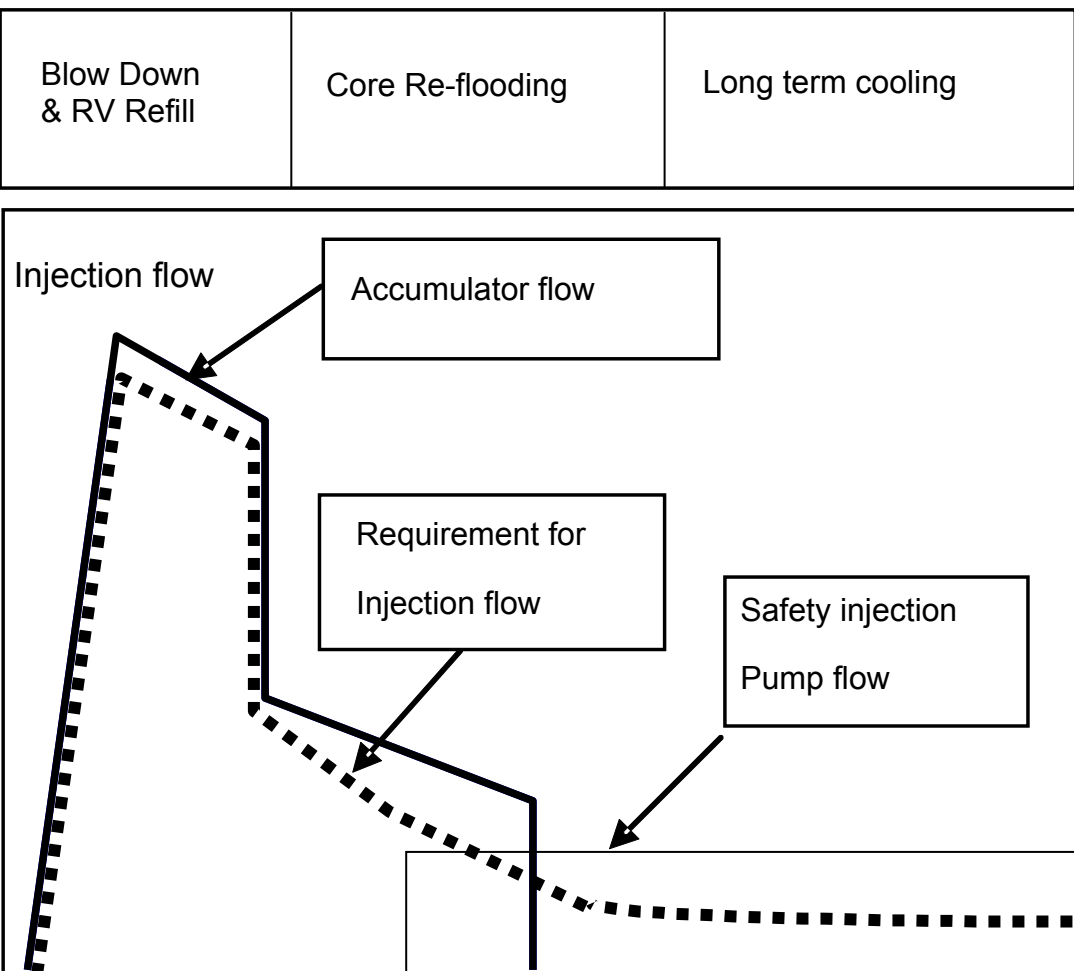 Blow Down
& RV Refill
Core Re-flooding
Long term cooling
Injection flow
Accumulator flow
Requirement for
Injection flow
Safety injection
Pump flow